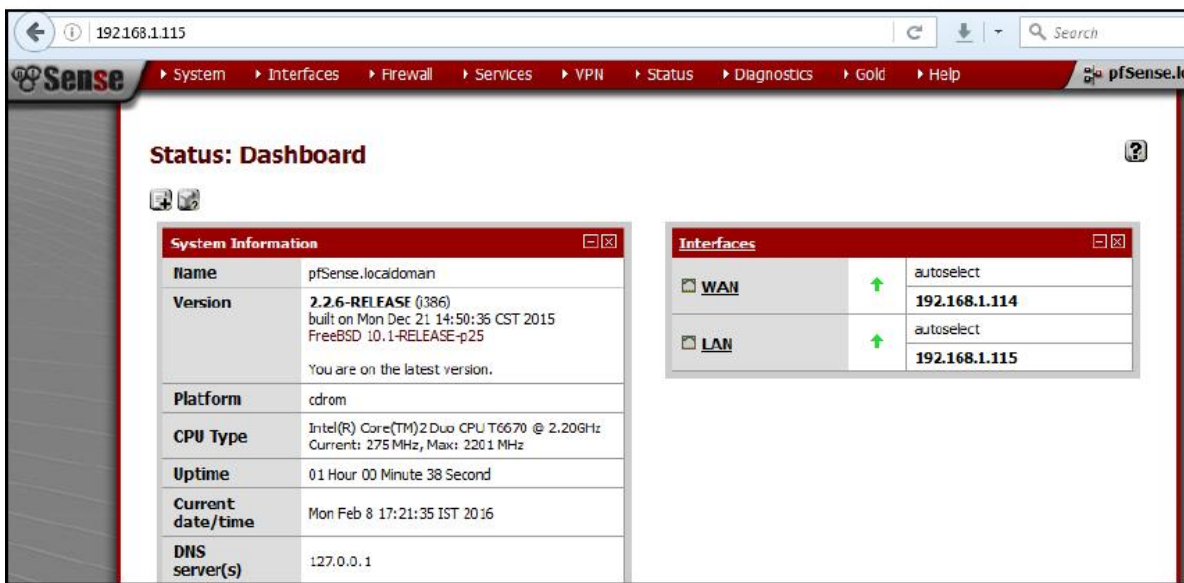 192.168.1.115
Search
Sense
System Interfaces Firewall Services VPN Status Diagnostics Gold Help
pfSense.l
Status: Dashboard
System Information
Name pfSense.localdomain
Version 2.2.6-RELEASE (i386)
built on Mon Dec 21 14:50:36 CST 2015
FreeBSD 10.1-RELEASE-p25
You are on the latest version.
Platform cdrom
CPU Type Intel(R) Core(TM)2 Duo CPU T6670 @ 2.20GHz
Current: 275 MHz, Max: 2201 MHz
Uptime 01 Hour 00 Minute 38 Second
Current
date/time Mon Feb 8 17:21:35 IST 2016
DNS
server(s) 127.0.0.1
Interfaces
WAN autoselect
192.168.1.114
LAN autoselect
192.168.1.115